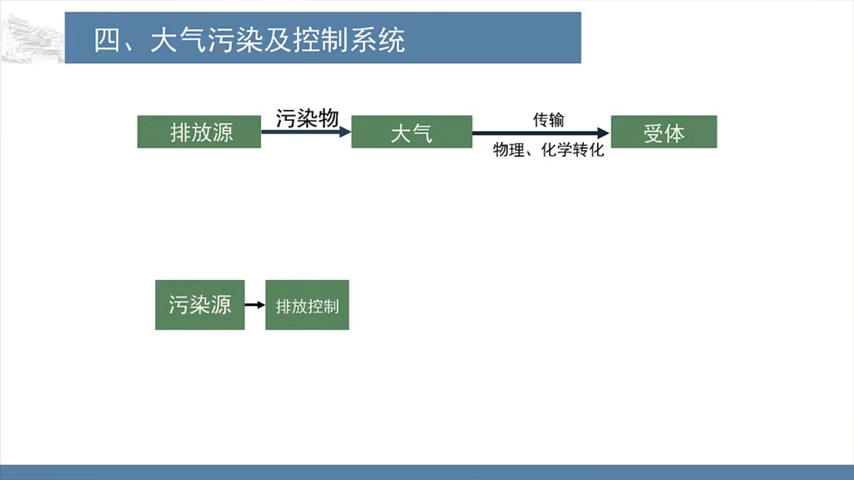 四、大气污染及控制系统
排放源
污染物
大气
传输
物理、化学转化
受体
污染源
排放控制